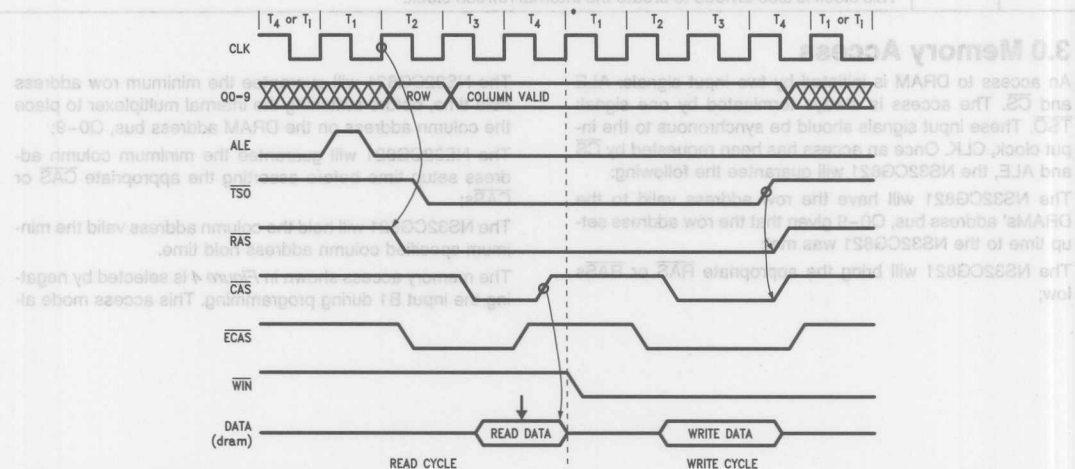 T4 or TI T1 T2 T3 T4 T1 T2 T3 T4 T1 or TI
CLK
OO-9 ROW COLUMN VALID
ALE
TSO
RAS
CAS
ECAS
WIN
DATA
(dram)
READ DATA WRITE DATA
READ CYCLE WRITE CYCLE
3.0 Memory Access
An access to DRAM is initiated by two input signals, ALE
and CS. The access is terminated by one signal,
TSO. These input signals should be synchronous to the in-
put clock, CLK. Once an access has been requested by CS
and ALE, the NS32CG821 will guarantee the following:
The NS32CG821 will have the row address valid to the
DRAMs' address bus, Q0-9 given that the row address set-
up time to the NS32CG821 was met;
The NS32CG821 will bring the appropriate RAS or RASs
low;
The NS32CG821 will guarantee the minimum row address
internal multiplexer to place
the column address on the DRAM address bus, Q0-9;
The NS32CG821 will guarantee the minimum column ad-
dress setup time before asserting the appropriate CAS or
CASs;
The NS32CG821 will hold the column address valid the min-
imum specified column address hold time.
The memory access shown in Figure 4 is selected by negat-
ing the input B1 during programming. This access mode al-